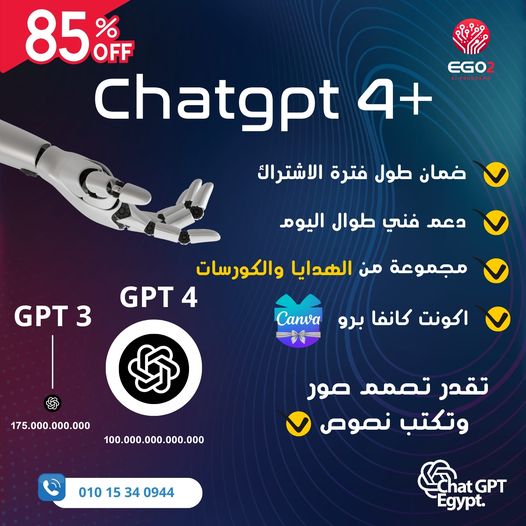 85% OFF
EGO2
Chatgpt 4+
ضمان طول فترة الاشتراك
دعم فني طوال اليوم
مجموعة من الهدايا والكورسات
اكونت كانفا برو
Canva
GPT 3
GPT 4
175.000.000.000
100.000.000.000.000
تقدر تصمم صور
وتكتب نصوص
010 15 34 0944
Chat GPT
Egypt.